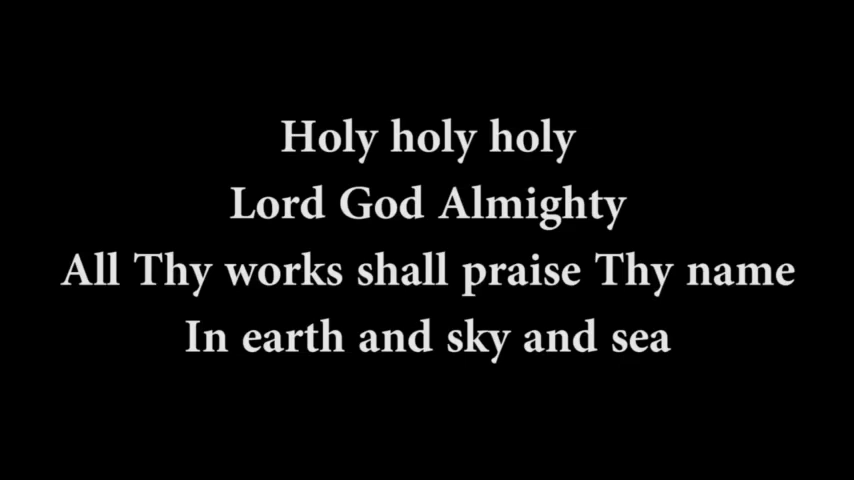 Holy holy holy
Lord God Almighty
All Thy works shall praise Thy name
In earth and sky and sea